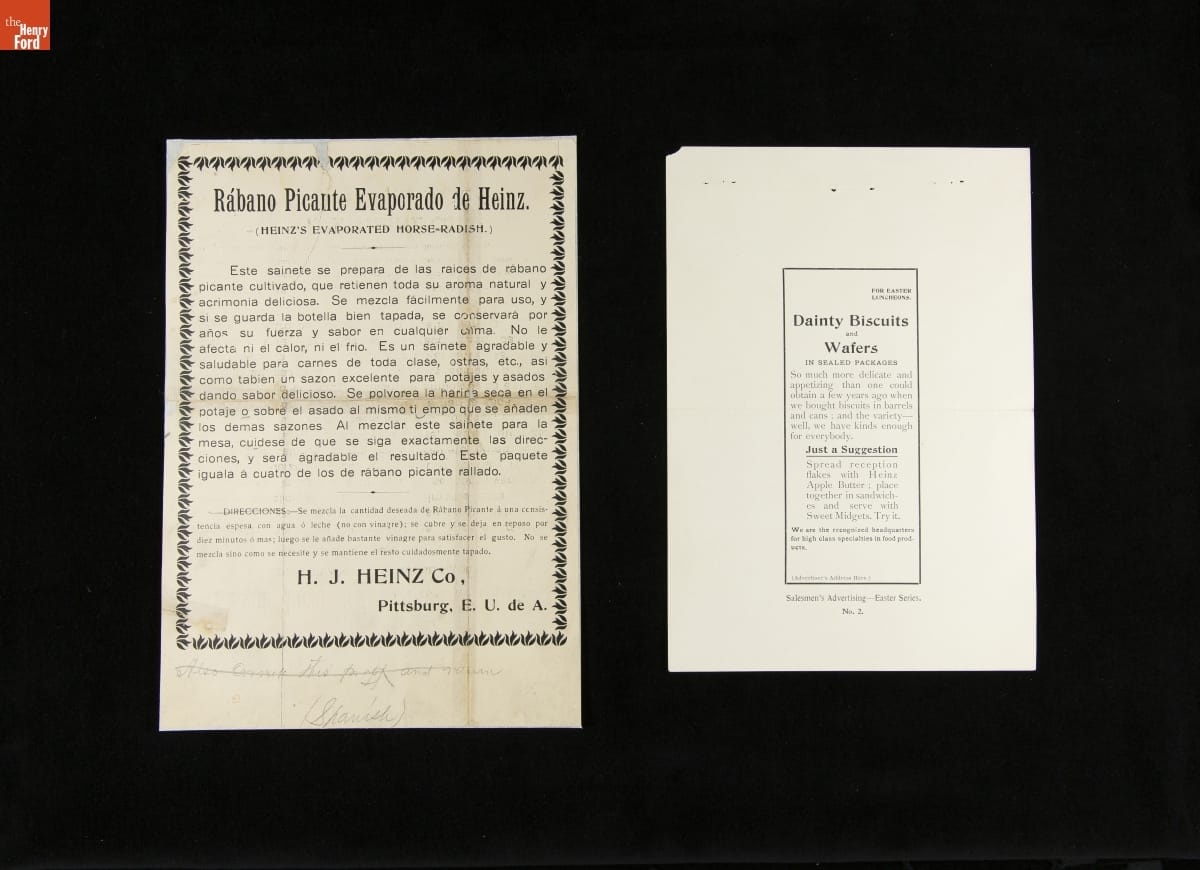 the
Henry
Ford
Rábano Picante Evaporado de Heinz.
(HEINZ'S EVAPORATED HORSE-RADISH.)
Este sainete se prepara de las raices de rábano
picante cultivado, que retienen toda su aroma natural y
acrimonia deliciosa. Se mezcla fácilmente para uso, y
si se guarda la botella bien tapada, se conservará por
años su fuerza y sabor en cualquier clima. No le
afecta ni el calor, ni el frio. Es un sainete agradable y
saludable para carnes de toda clase, ostras, etc., asi
como tabien un sazon excelente para potajes y asados
dando sabor delicioso. Se polvorea la harina seca en el
potaje o sobre el asado al mismo ti empo que se añaden
los demas sazones Al mezclar este sainete para la
mesa, cuidese de que se siga exactamente las direc-
ciones, y será agradable el resultado Este paquete
iguala á cuatro de los de rábano picante rallado.
DIRECCIONES:—Se mezcla la cantidad deseada de Rábano Picante á una consis-
tencia espesa con agua ó leche (no con vinagre); se cubre y se deja en reposo por
diez minutos ó mas; luego se le añade bastante vinagre para satisfacer el gusto. No se
mezcla sino como se necesite y se mantiene el resto cuidadosmente tapado.
H. J. HEINZ Co,
Pittsburg, E. U. de A.
Also this proof and
(Spanish)
FOR EASTER
LUNCHEONS.
Dainty Biscuits
and
Wafers
IN SEALED PACKAGES
So much more delicate and
appetizing than one could
obtain a few years ago when
we bought biscuits in barrels
and cans; and the variety—
well, we have kinds enough
for everybody.
Just a Suggestion
Spread reception
flakes with Heinz
Apple Butter; place
together in sandwich-
es and serve with
Sweet Midgets. Try it.
We are the recognized headquarters
for high class specialties in food prod-
ucts.
(Advertiser's Address Here.)
Salesmen's Advertising—Easter Series.
No. 2.